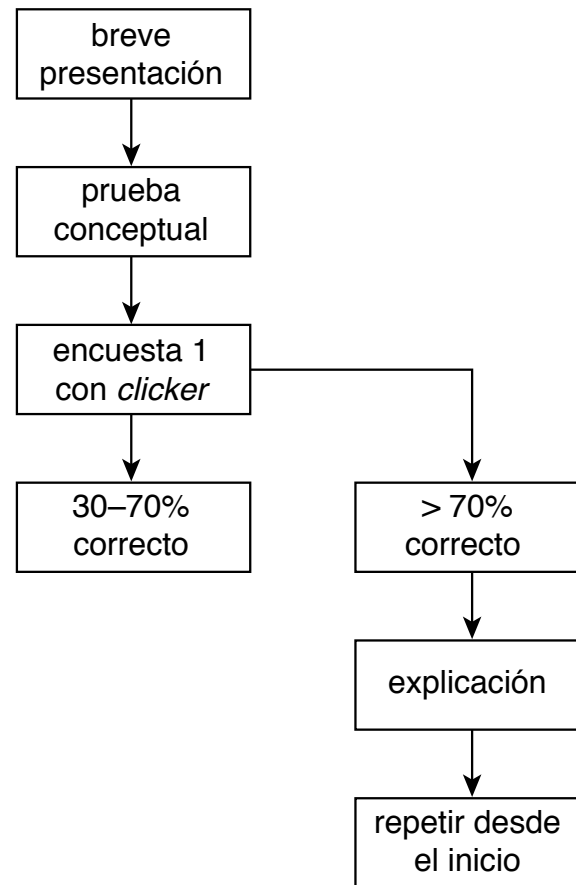 breve
presentación
prueba
conceptual
encuesta 1
con clicker
30–70%
correcto
> 70%
correcto
explicación
repetir desde
el inicio